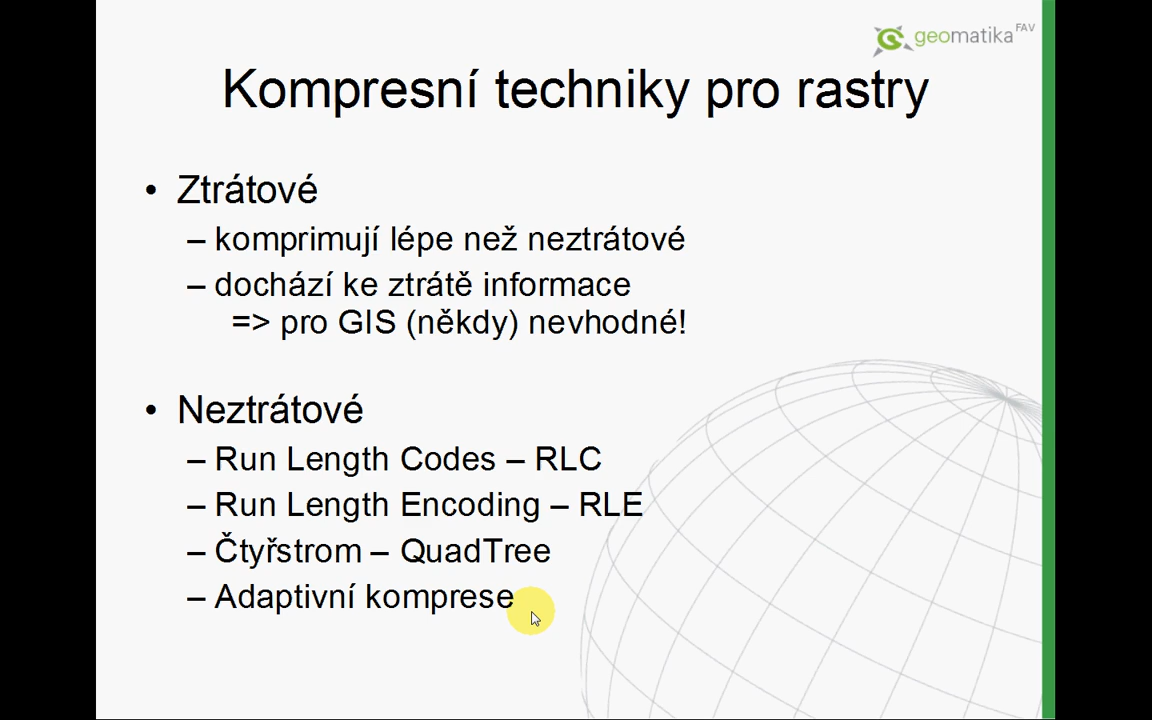 geomatika FAV
Kompresní techniky pro rastry
• Ztrátové
– komprimují lépe než neztrátové
– dochází ke ztrátě informace
=> pro GIS (někdy) nevhodné!
• Neztrátové
– Run Length Codes – RLC
– Run Length Encoding – RLE
– Čtyřstrom – QuadTree
– Adaptivní komprese